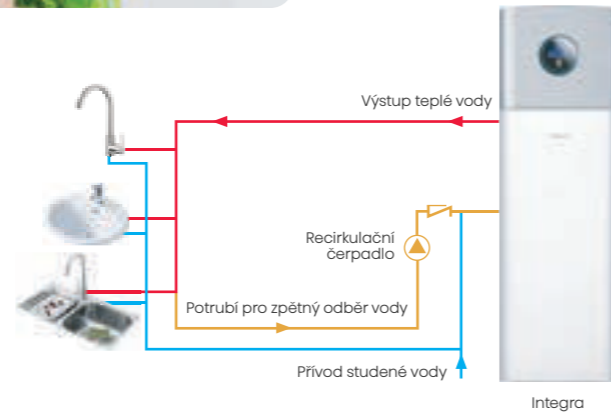 Výstup teplé vody
Recirkulační
čerpadlo
Potrubí pro zpětný odběr vody
Přívod studené vody
Integra